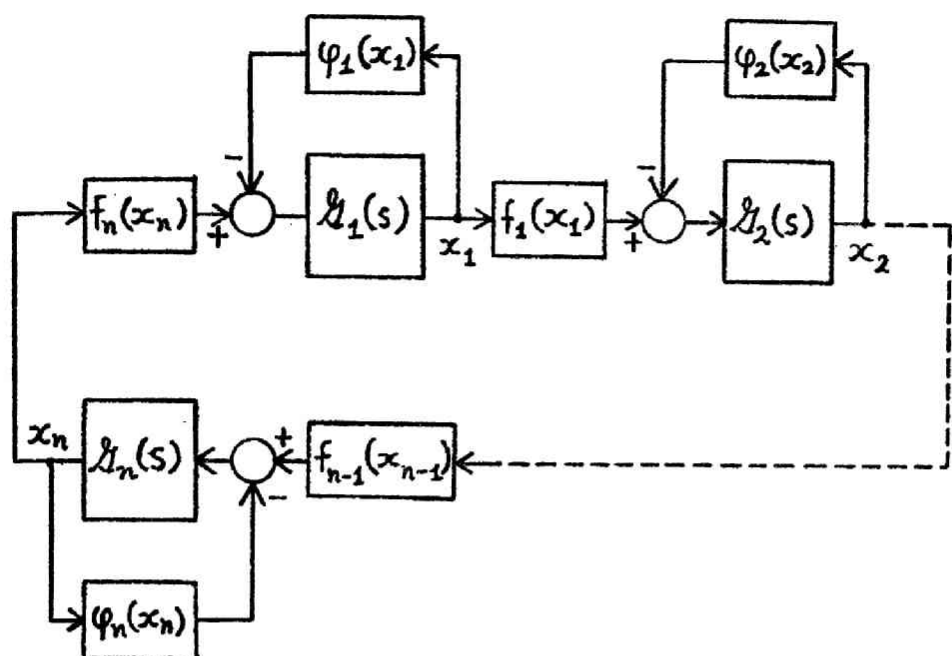 φ₁(x₁)
φ₂(x₂)
−
−
fₙ(xₙ)
+
𝒢₁(s)
x₁
f₁(x₁)
+
𝒢₂(s)
x₂
xₙ
𝒢ₙ(s)
+
−
fₙ₋₁(xₙ₋₁)
φₙ(xₙ)